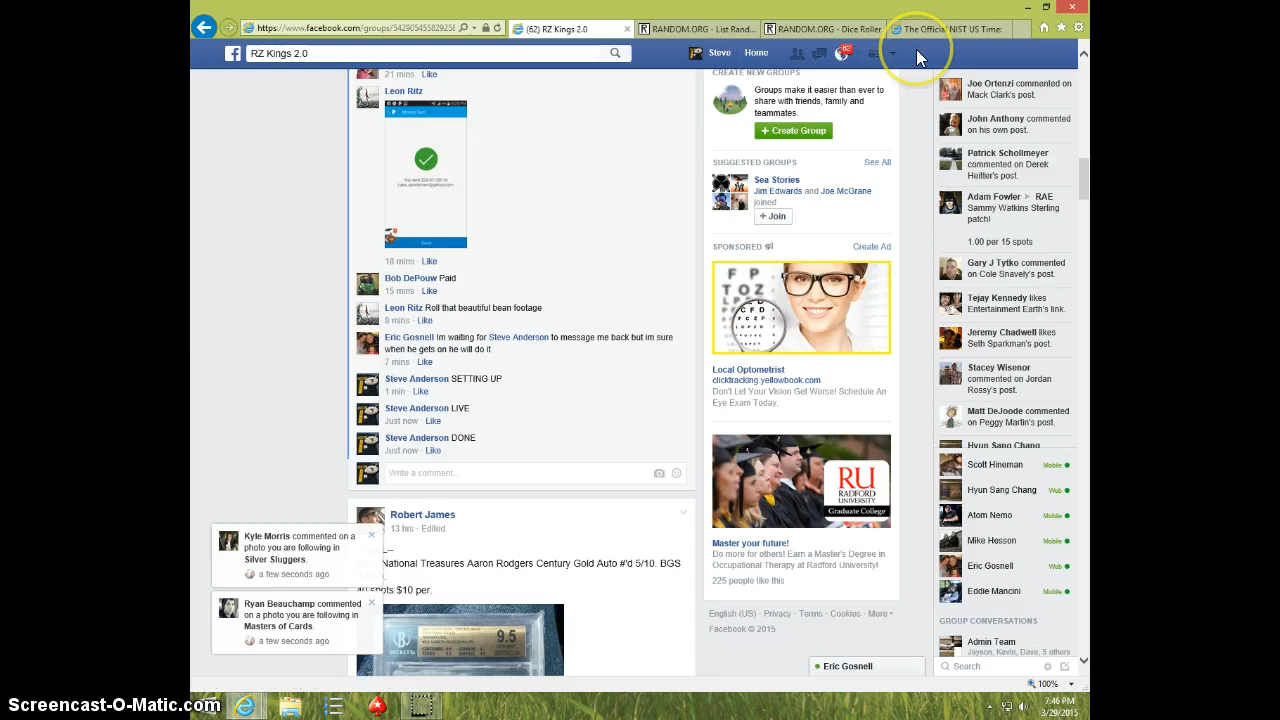 https://www.facebook.com/groups/542905455829255
(62) RZ Kings 2.0
RANDOM.ORG - List Rand...
RANDOM.ORG - Dice Roller
The Official NIST US Time:
RZ Kings 2.0
Steve
Home
62
21 mins Like
Leon Ritz
Money Sent
18 mins Like
Bob DePouw Paid
15 mins Like
Leon Ritz Roll that beautiful bean footage
8 mins Like
Eric Gosnell Im waiting for Steve Anderson to message me back but im sure
when he gets on he will do it
7 mins Like
Steve Anderson SETTING UP
1 min Like
Steve Anderson LIVE
Just now Like
Steve Anderson DONE
Just now Like
Write a comment...
Robert James
13 hrs · Edited
National Treasures Aaron Rodgers Century Gold Auto #'d 5/10. BGS
spots $10 per.
9.5
Kyle Morris commented on a
photo you are following in
Silver Sluggers.
a few seconds ago
Ryan Beauchamp commented
on a photo you are following in
Masters of Cards.
a few seconds ago
CREATE NEW GROUPS
Groups make it easier than ever to
share with friends, family and
teammates.
+ Create Group
SUGGESTED GROUPS See All
Sea Stories
Jim Edwards and Joe McGrane
joined
+ Join
SPONSORED Create Ad
F P
T O Z
Local Optometrist
clicktracking.yellowbook.com
Don't Let Your Vision Get Worse! Schedule An
Eye Exam Today.
RU
RADFORD
UNIVERSITY
Graduate College
Master your future!
Do more for others! Earn a Master's Degree in
Occupational Therapy at Radford University!
225 people like this
English (US) · Privacy · Terms · Cookies · More
Facebook © 2015
Joe Ortenzi commented on
Mack Clark's post.
John Anthony commented
on his own post.
Patrick Schollmeyer
commented on Derek
Heitter's post.
Adam Fowler RAE
Sammy Watkins Sterling
patch!
1.00 per 15 spots
Gary J Tytko commented
on Cole Snavely's post.
Tejay Kennedy likes
Entertainment Earth's link.
Jeremy Chadwell likes
Seth Sparkman's post.
Stacey Wisenor
commented on Jordan
Rossy's post.
Matt DeJoode commented
on Peggy Martin's post.
Hyun Sang Chang
Scott Hineman Mobile
Hyun Sang Chang Web
Atom Nemo Mobile
Mike Hesson Mobile
Eric Gosnell Web
Eddie Mancini Mobile
GROUP CONVERSATIONS
Admin Team
Jayson, Kevin, Dave, 5 others
Eric Gosnell
Search
100%
7:46 PM
3/29/2015
Screencast-O-Matic.com